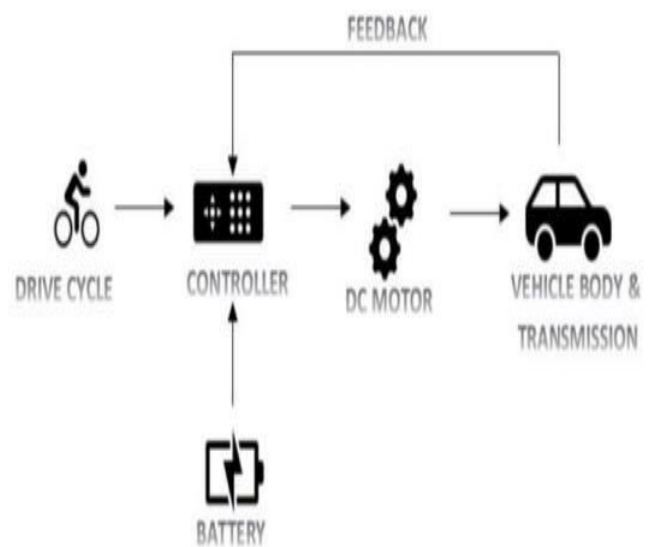 FEEDBACK
DRIVE CYCLE
CONTROLLER
DC MOTOR
VEHICLE BODY &
TRANSMISSION
BATTERY